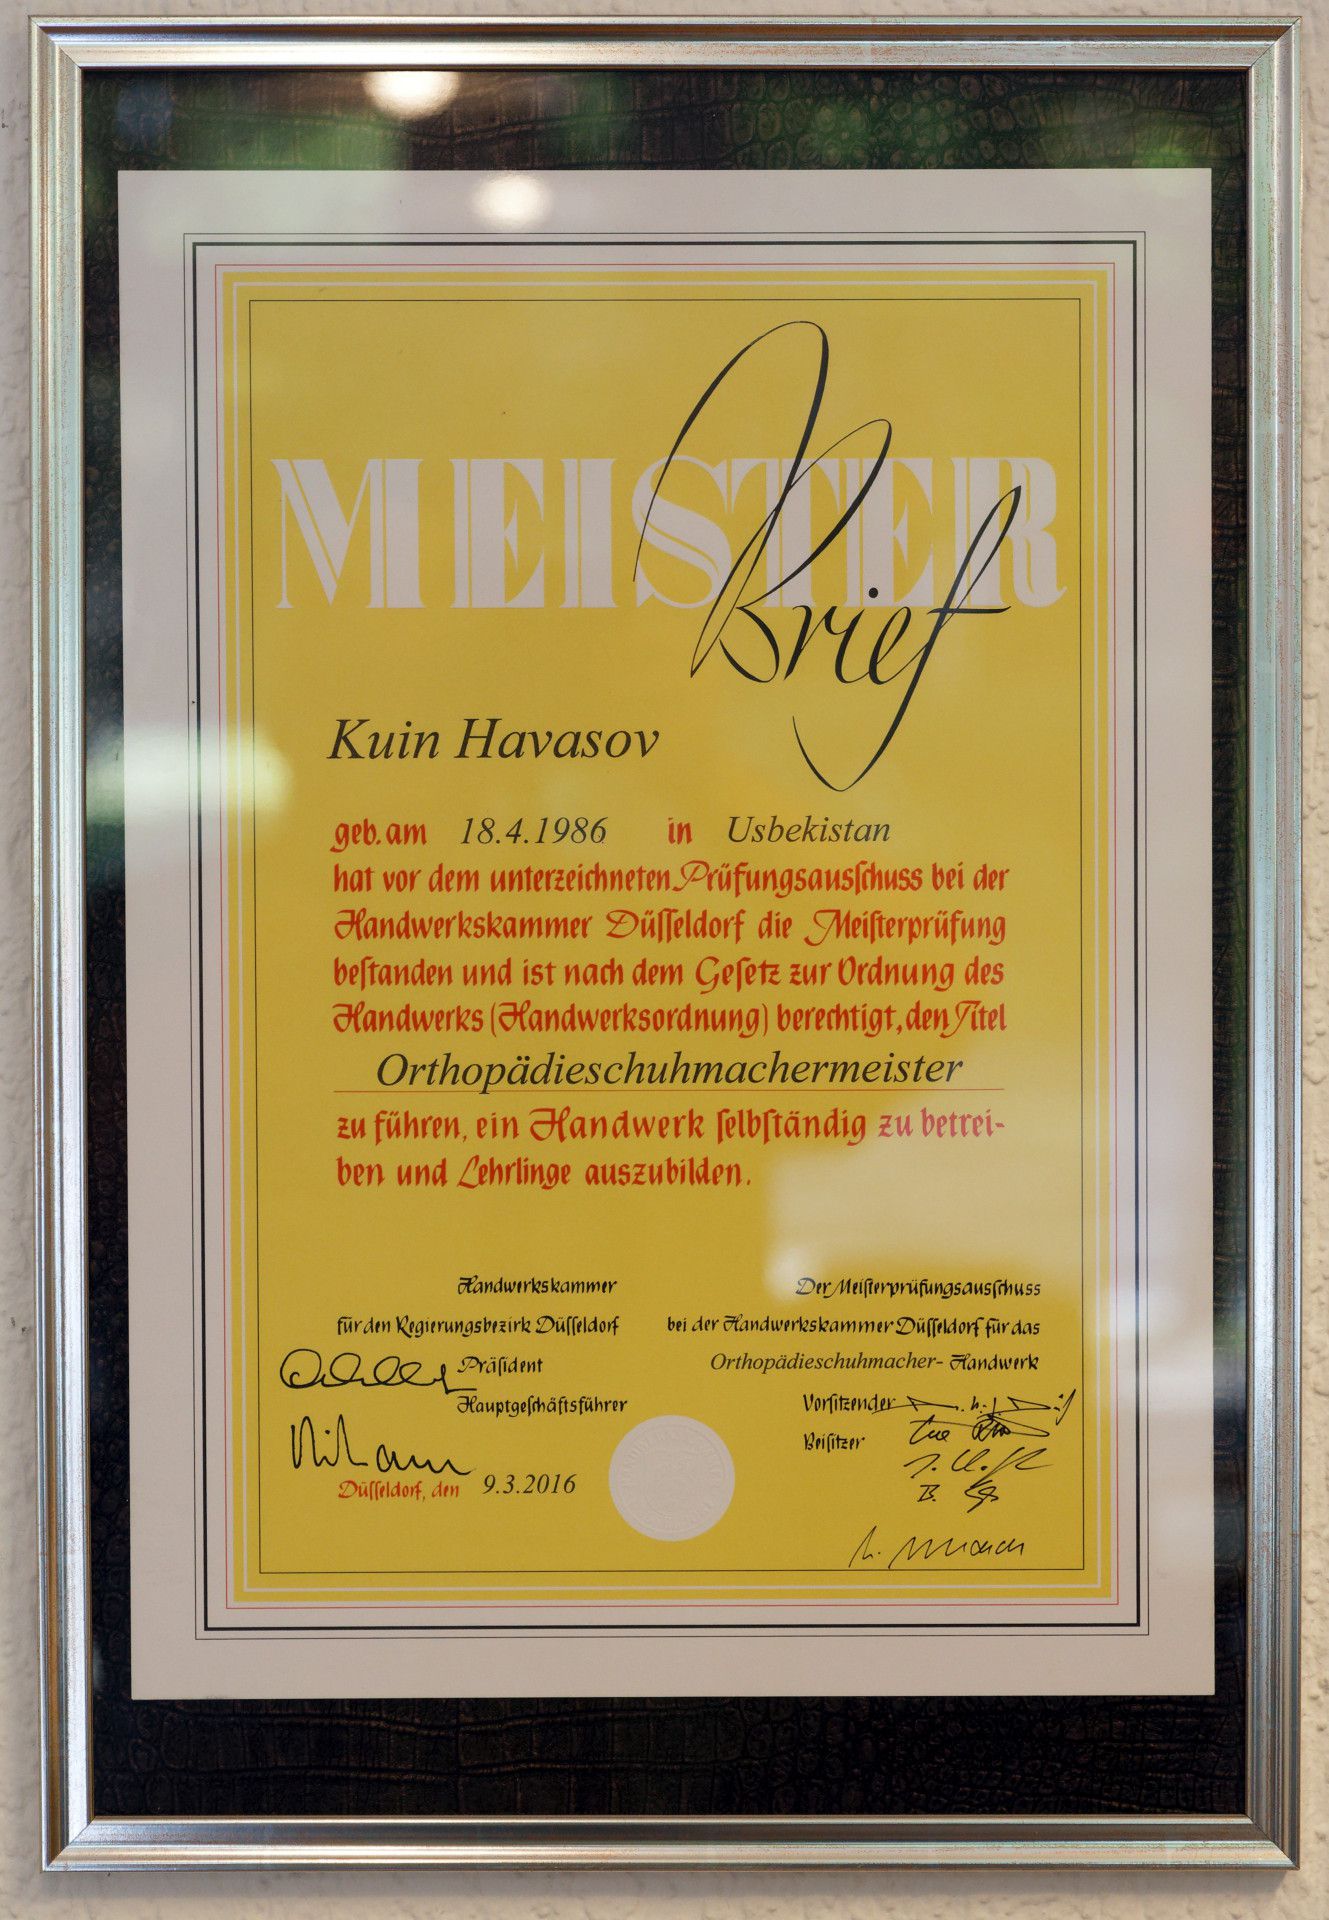 MEISTER
Brief
Kuin Havasov
geb. am 18.4.1986 in Usbekistan
hat vor dem unterzeichneten Prüfungsausſchuss bei der
Handwerkskammer Düſſeldorf die Meiſterprüfung
beſtanden und ist nach dem Geſetz zur Ordnung des
Handwerks (Handwerksordnung) berechtigt, den Titel
Orthopädieschuhmachermeister
zu führen, ein Handwerk ſelbſtändig zu betrei-
ben und Lehrlinge auszubilden.
Handwerkskammer
für den Regierungsbezirk Düſſeldorf
Präſident
Hauptgeſchäftsführer
Düſſeldorf, den 9.3.2016
Der Meiſterprüfungsausſchuss
bei der Handwerkskammer Düſſeldorf für das
Orthopädieschuhmacher- Handwerk
Vorſitzender
Beiſitzer